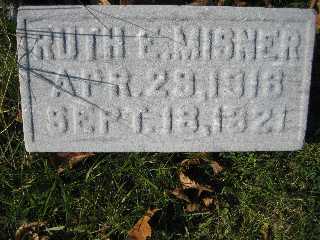 RUTH E. MISNER
APR. 29, 1918
SEPT. 18, 1921